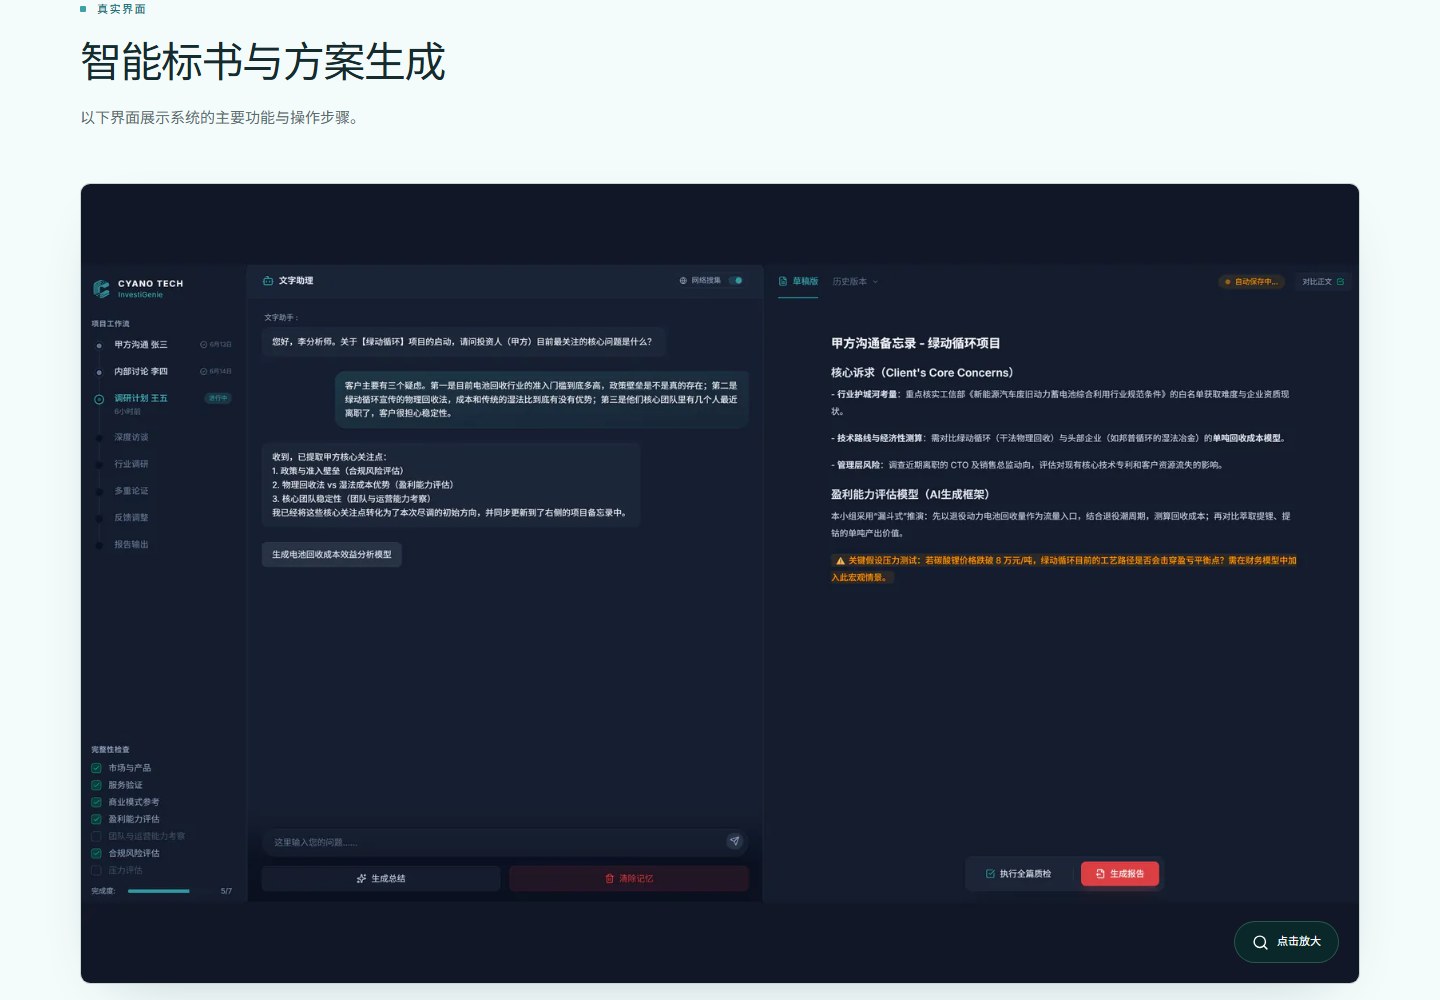 真实界面
智能标书与方案生成
以下界面展示系统的主要功能与操作步骤。
CYANO TECH
InvestiGenie
项目工作流
甲方沟通 张三
6月12日
内部讨论 李四
6月14日
调研计划 王五
进行中
6小时前
深度访谈
行业调研
多重论证
反馈调整
报告输出
完整性检查
市场与产品
服务验证
商业模式参考
盈利能力评估
团队与运营能力考察
合规风险评估
压力评估
完成度:
5/7
文字助理
网络搜集
文字助手：
您好，李分析师。关于【绿动循环】项目的启动，请问投资人（甲方）目前最关注的核心问题是什么？
客户主要有三个疑虑。第一是目前电池回收行业的准入门槛到底多高，政策壁垒是不是真的存在；第二是
绿动循环宣传的物理回收法，成本和传统的湿法比到底有没有优势；第三是他们核心团队里有几个人最近
离职了，客户很担心稳定性。
收到，已提取甲方核心关注点：
1. 政策与准入壁垒（合规风险评估）
2. 物理回收法 vs 湿法成本优势（盈利能力评估）
3. 核心团队稳定性（团队与运营能力考察）
我已经将这些核心关注点转化为了本次尽调的初始方向，并同步更新到了右侧的项目备忘录中。
生成电池回收成本效益分析模型
这里输入您的问题......
生成总结
清除记忆
草稿版
历史版本
自动保存中...
对比正文
甲方沟通备忘录 - 绿动循环项目
核心诉求（Client's Core Concerns）
- 行业护城河考量：重点核实工信部《新能源汽车废旧动力蓄电池综合利用行业规范条件》的白名单获取难度与企业资质现
状。
- 技术路线与经济性测算：需对比绿动循环（干法物理回收）与头部企业（如邦普循环的湿法冶金）的单吨回收成本模型。
- 管理层风险：调查近期离职的 CTO 及销售总监动向，评估对现有核心技术专利和客户资源流失的影响。
盈利能力评估模型（AI生成框架）
本小组采用"漏斗式"推演：先以退役动力电池回收量作为流量入口，结合退役潮周期，测算回收成本；再对比萃取提锂、提
钴的单吨产出价值。
关键假设压力测试：若碳酸锂价格跌破 8 万元/吨，绿动循环目前的工艺路径是否会击穿盈亏平衡点？需在财务模型中加
入此宏观情景。
执行全篇质检
生成报告
点击放大